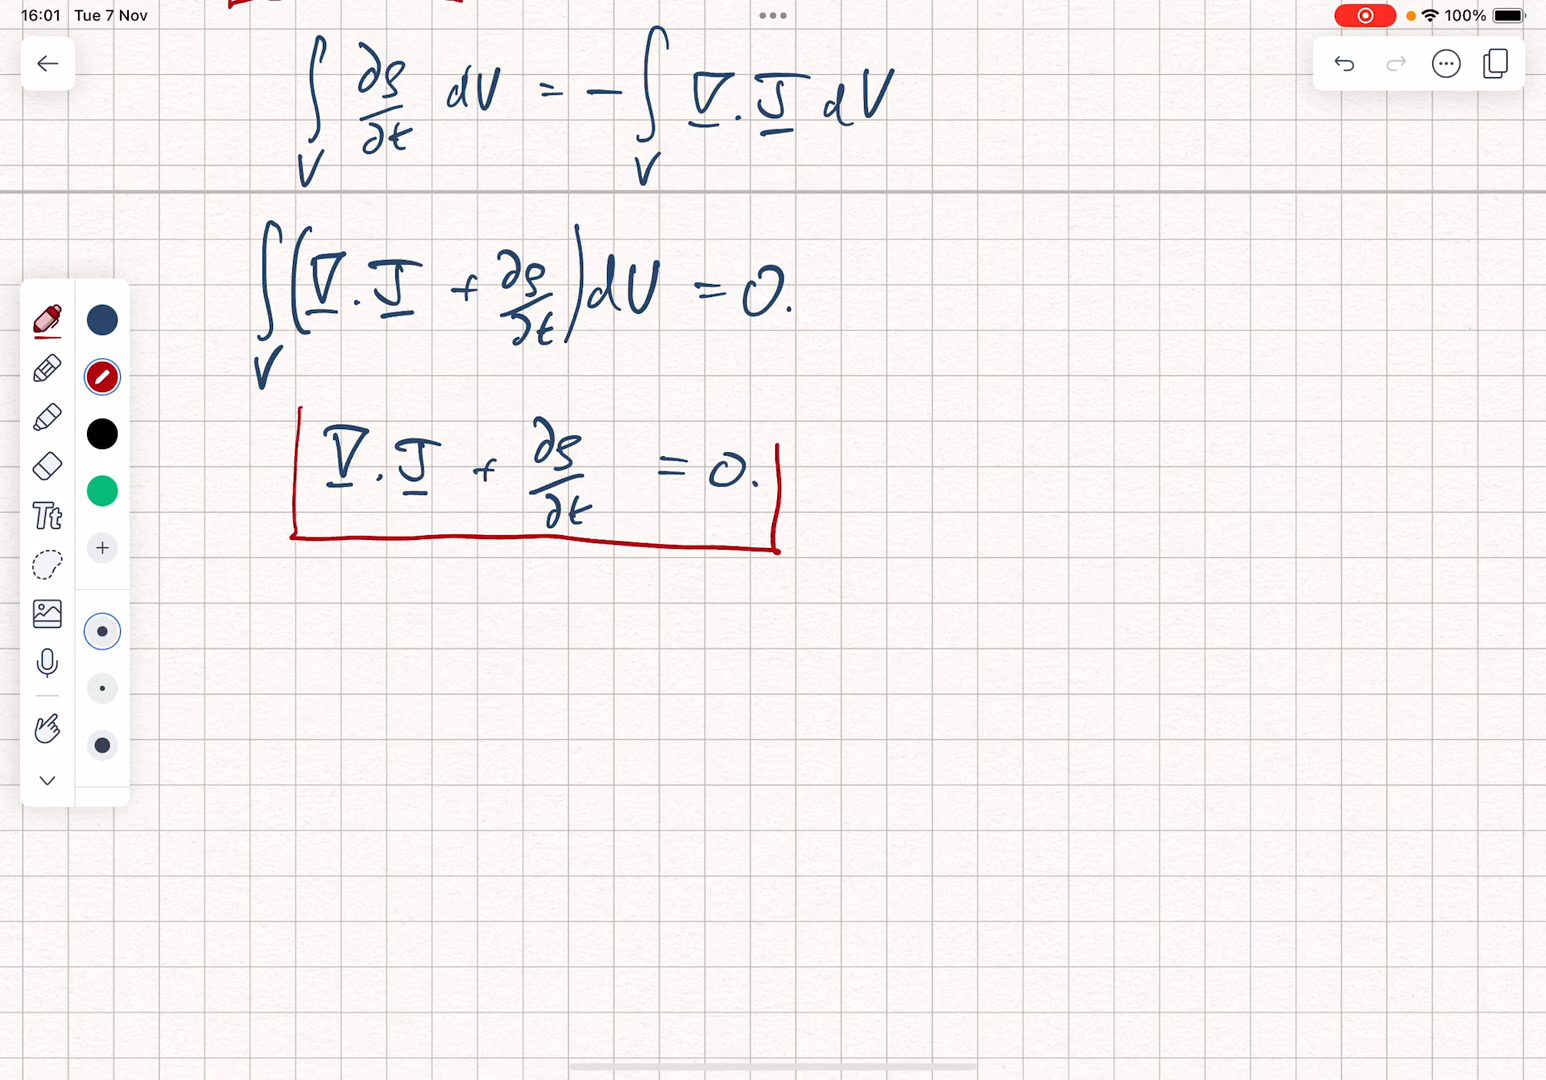 16:01 Tue 7 Nov
100%
∫_V ∂ρ/∂t dV = - ∫_V ∇.J dV
∫_V (∇.J + ∂ρ/∂t) dV = 0.
∇.J + ∂ρ/∂t = 0.
Tt